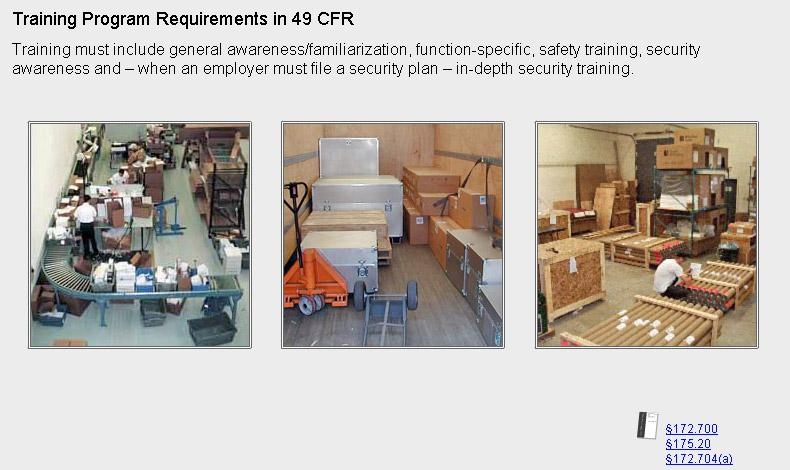 Training Program Requirements in 49 CFR
Training must include general awareness/familiarization, function-specific, safety training, security
awareness and – when an employer must file a security plan – in-depth security training.
§172.700
§175.20
§172.704(a)